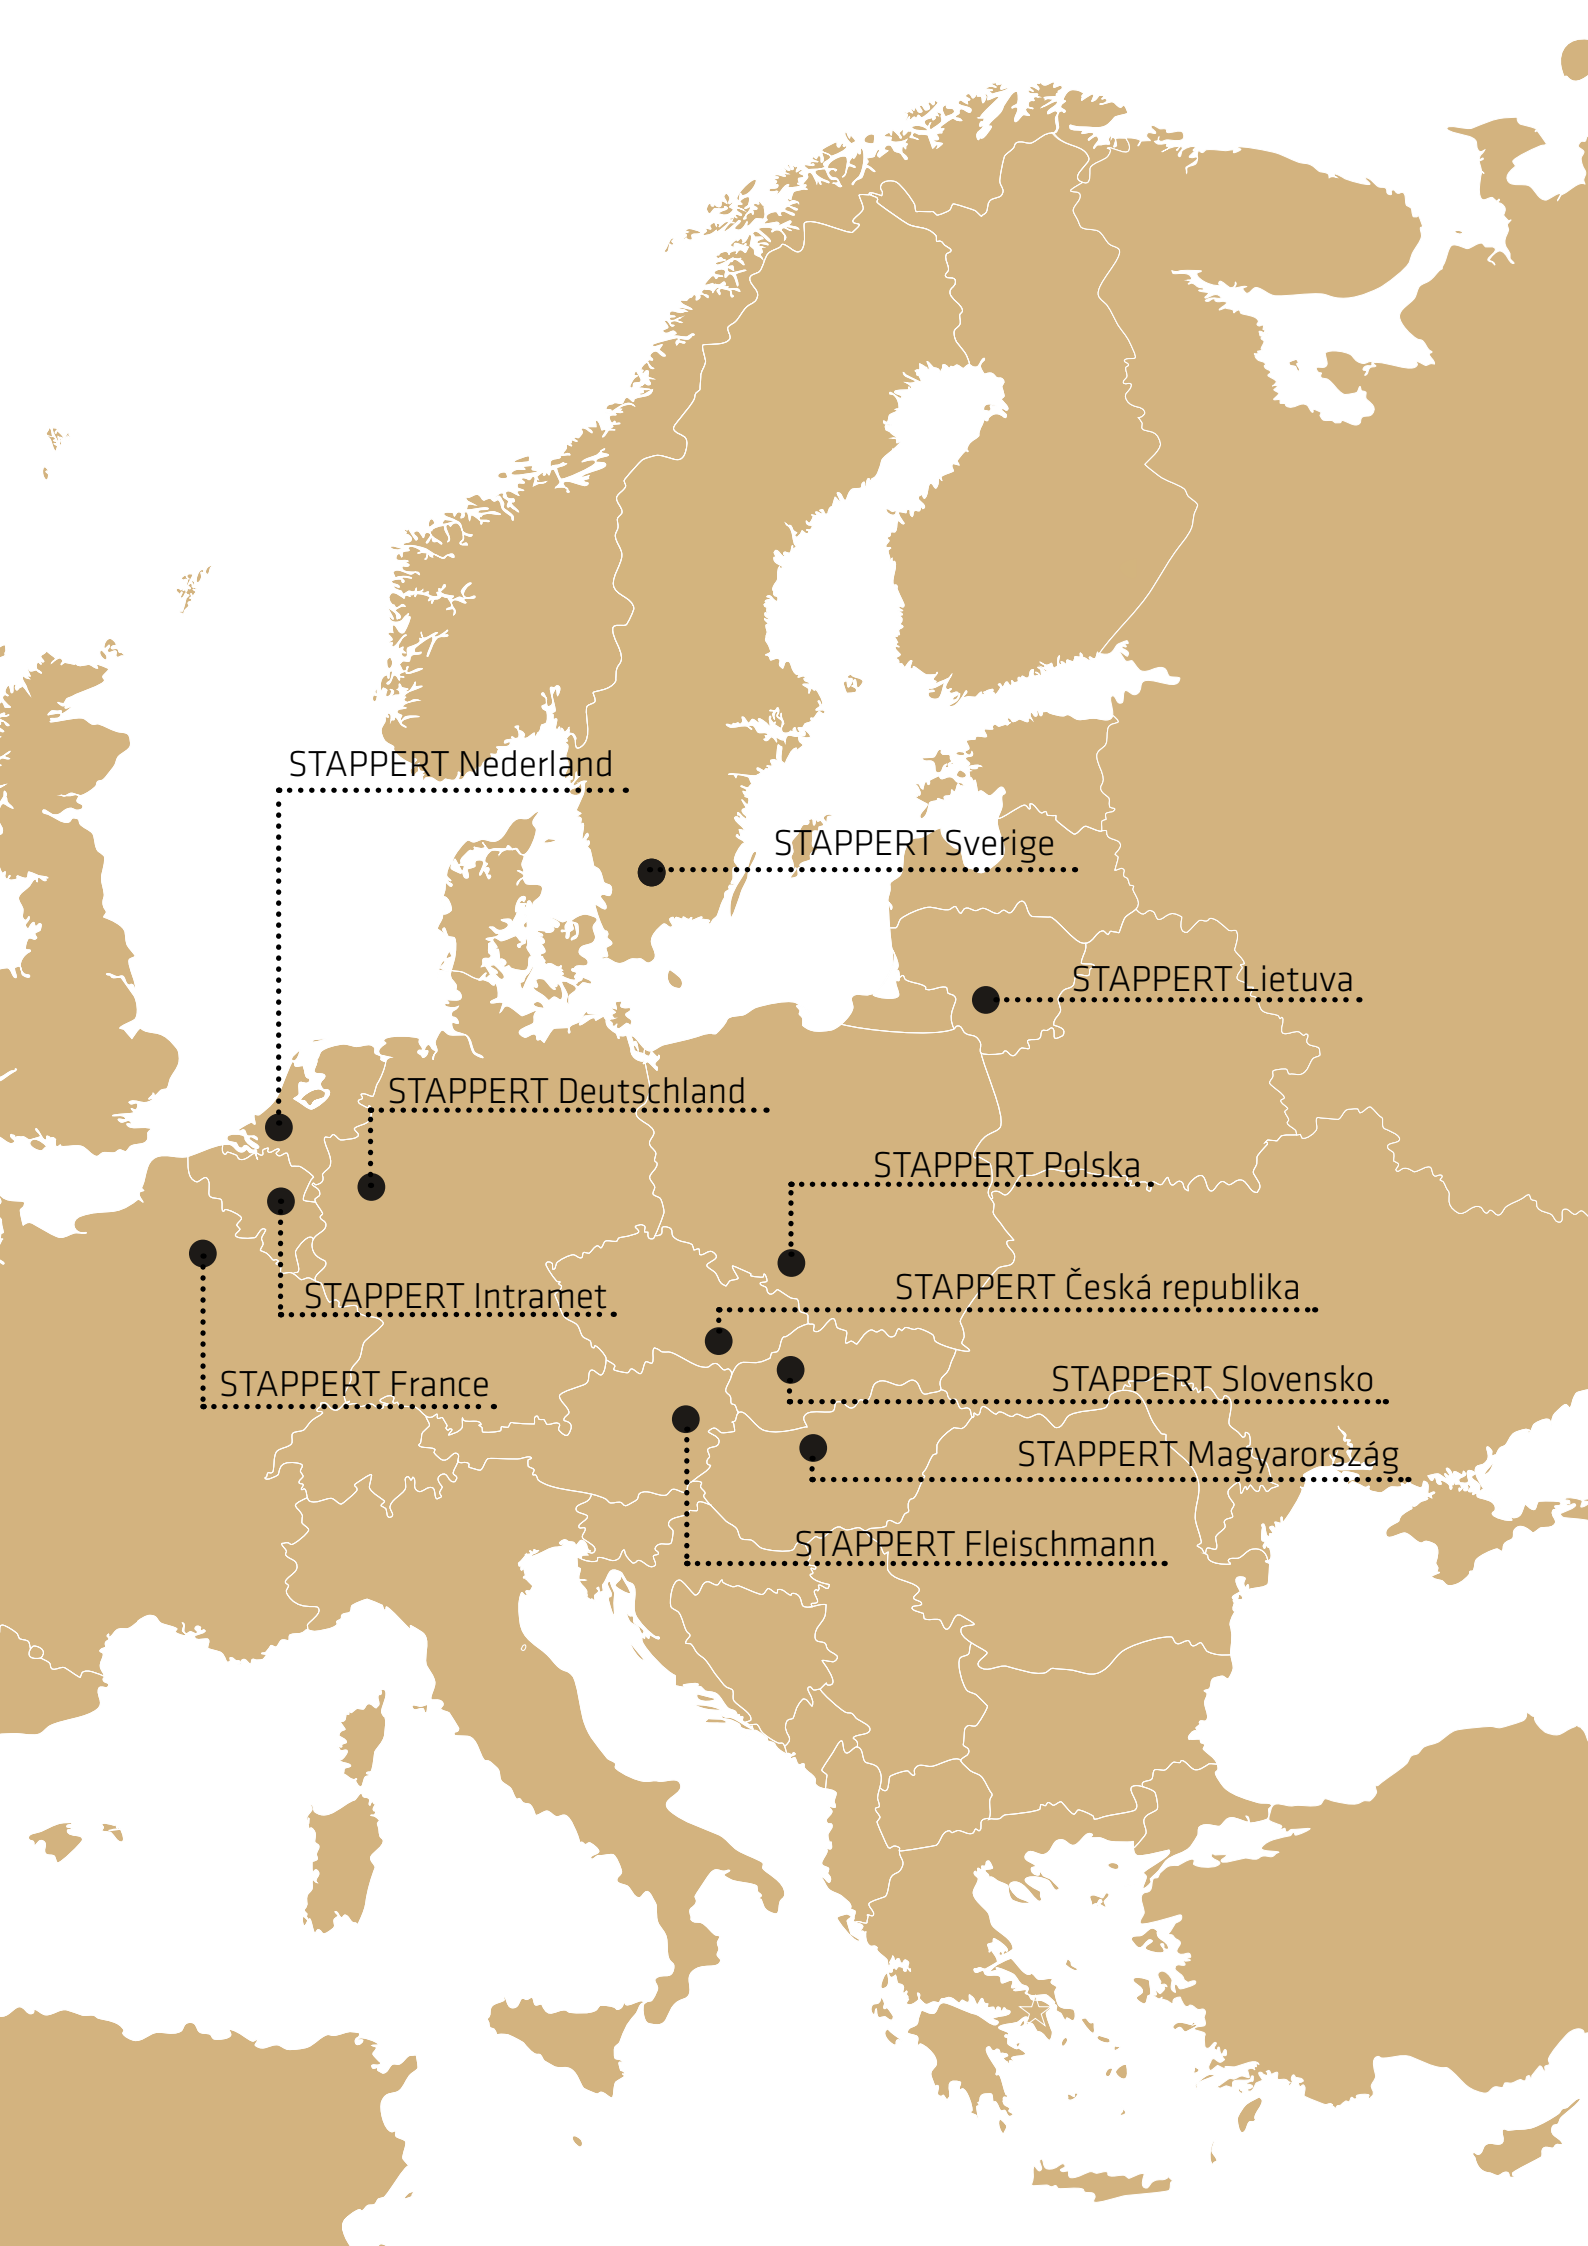 STAPPERT Nederland
STAPPERT Sverige
STAPPERT Lietuva
STAPPERT Deutschland
STAPPERT Polska
STAPPERT Česká republika
STAPPERT Intramet
STAPPERT Slovensko
STAPPERT France
STAPPERT Magyarország
STAPPERT Fleischmann